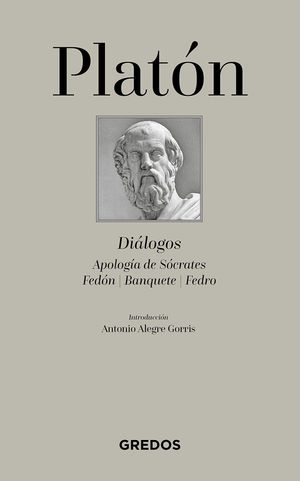 Platón
Diálogos
Apología de Sócrates
Fedón | Banquete | Fedro
Introducción
Antonio Alegre Gorris
GREDOS